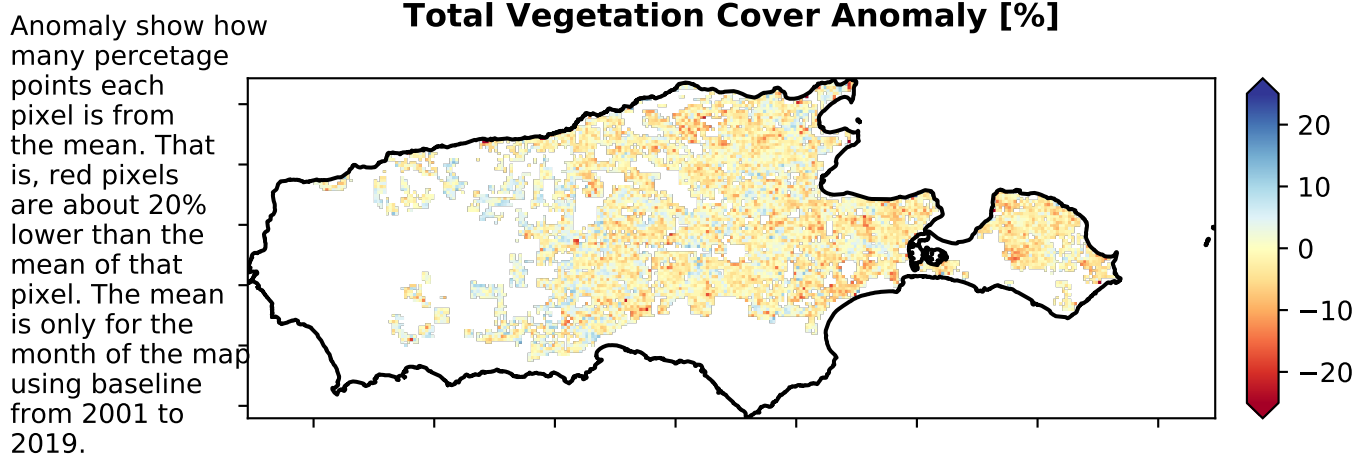 Total Vegetation Cover Anomaly [%]
Anomaly show how
many percetage
points each
pixel is from
the mean. That
is, red pixels
are about 20%
lower than the
mean of that
pixel. The mean
is only for the
month of the map
using baseline
from 2001 to
2019.
20
10
0
−10
−20